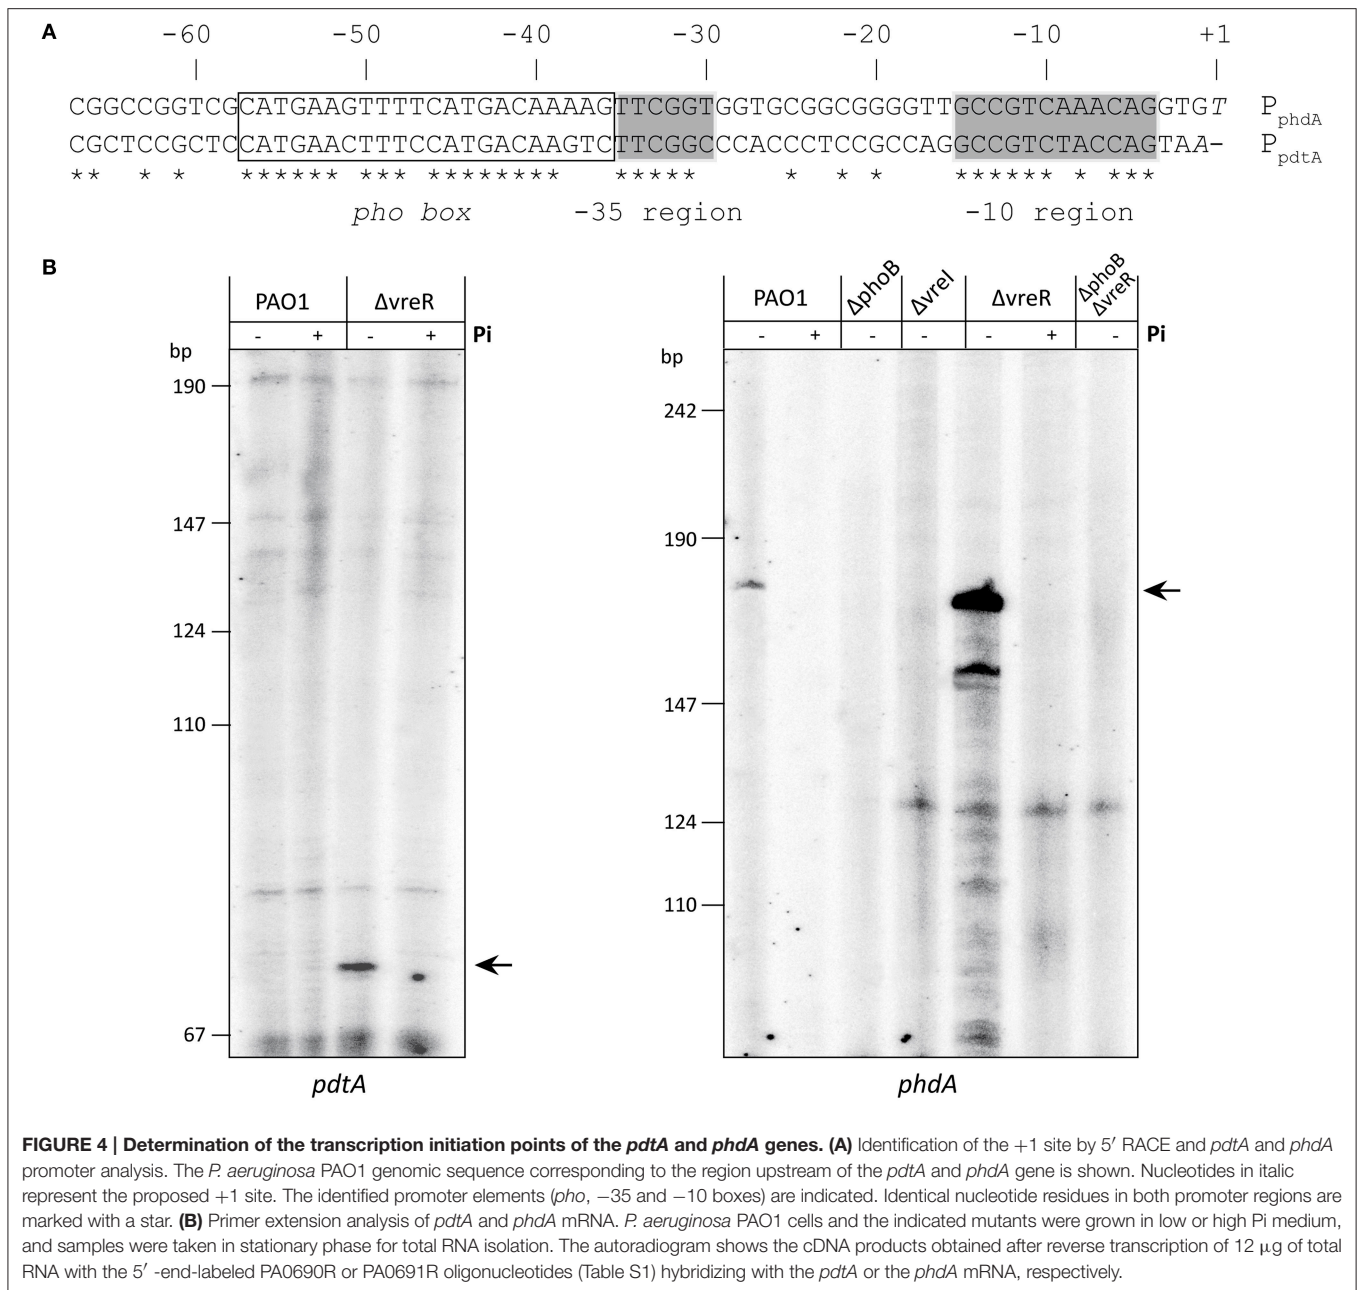 A
-60 -50 -40 -30 -20 -10 +1
CGGCCGGTCGCATGAAGTTTTCATGACAAAAGTTCGGTGGTGCGGCGGGGTTGCCGTCAAACAGGTGT PphdA
CGCTCCGCTCCATGAACTTTCCATGACAAGTCTTCGGCCCACCCTCCGCCAGGCCGTCTACCAGTAA- PpdtA
** * * ****** *** ******** ***** * * * ****** * ***
pho box -35 region -10 region
B
PAO1 ΔvreR
- + - + Pi
bp
190
147
124
110
67
pdtA
PAO1 ΔphoB ΔvreI ΔvreR ΔphoB ΔvreR
- + - - - + - Pi
bp
242
190
147
124
110
phdA
FIGURE 4 | Determination of the transcription initiation points of the pdtA and phdA genes. (A) Identification of the +1 site by 5′ RACE and pdtA and phdA
promoter analysis. The P. aeruginosa PAO1 genomic sequence corresponding to the region upstream of the pdtA and phdA gene is shown. Nucleotides in italic
represent the proposed +1 site. The identified promoter elements (pho, −35 and −10 boxes) are indicated. Identical nucleotide residues in both promoter regions are
marked with a star. (B) Primer extension analysis of pdtA and phdA mRNA. P. aeruginosa PAO1 cells and the indicated mutants were grown in low or high Pi medium,
and samples were taken in stationary phase for total RNA isolation. The autoradiogram shows the cDNA products obtained after reverse transcription of 12 μg of total
RNA with the 5′ -end-labeled PA0690R or PA0691R oligonucleotides (Table S1) hybridizing with the pdtA or the phdA mRNA, respectively.